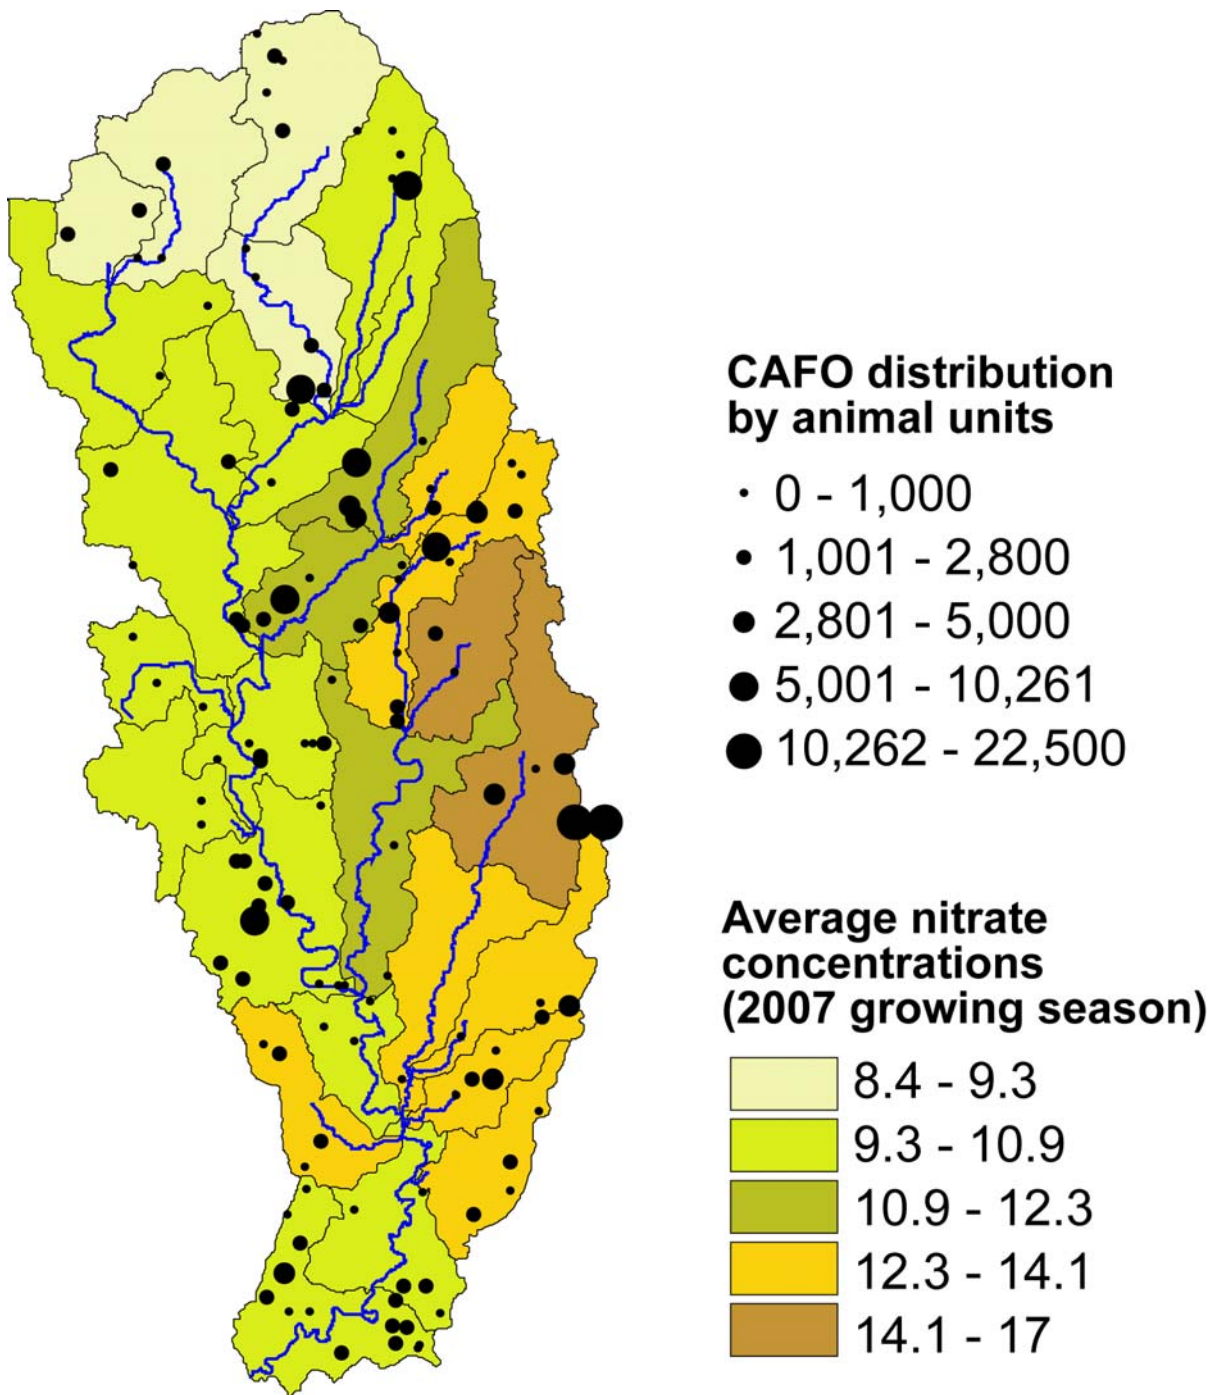 CAFO distribution
by animal units
0 - 1,000
1,001 - 2,800
2,801 - 5,000
5,001 - 10,261
10,262 - 22,500
Average nitrate
concentrations
(2007 growing season)
8.4 - 9.3
9.3 - 10.9
10.9 - 12.3
12.3 - 14.1
14.1 - 17